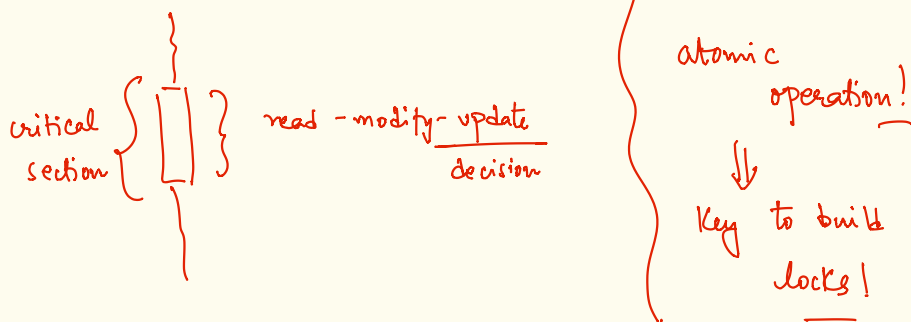 critical
section
read - modify - update
decision
atomic
operation!
⇓
Key to build
locks!